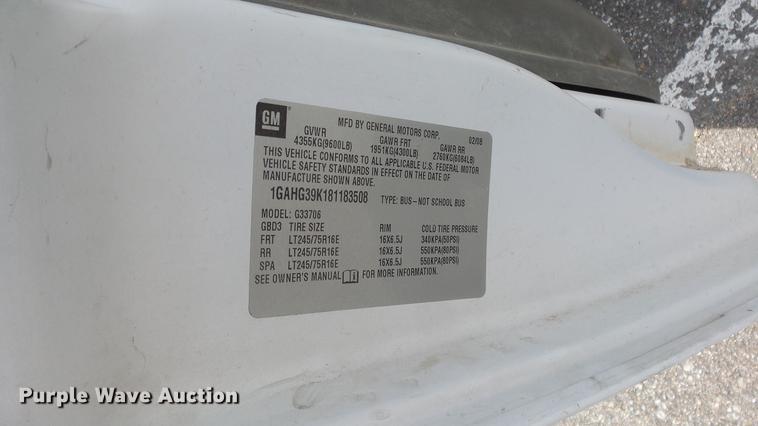 GM
MFD BY GENERAL MOTORS CORP. 02/08
GVWR GAWR FRT GAWR RR
4355KG(9600LB) 1951KG(4300LB) 2760KG(6084LB)
THIS VEHICLE CONFORMS TO ALL APPLICABLE U.S. FEDERAL MOTOR
VEHICLE SAFETY STANDARDS IN EFFECT ON THE DATE OF
MANUFACTURE SHOWN ABOVE.
1GAHG39K181183508 TYPE: BUS-NOT SCHOOL BUS
MODEL: G33706
GBD3 TIRE SIZE RIM COLD TIRE PRESSURE
FRT LT245/75R16E 16X6.5J 340KPA(50PSI)
RR LT245/75R16E 16X6.5J 550KPA(80PSI)
SPA LT245/75R16E 16X6.5J 550KPA(80PSI)
SEE OWNER'S MANUAL FOR MORE INFORMATION.
Purple Wave Auction